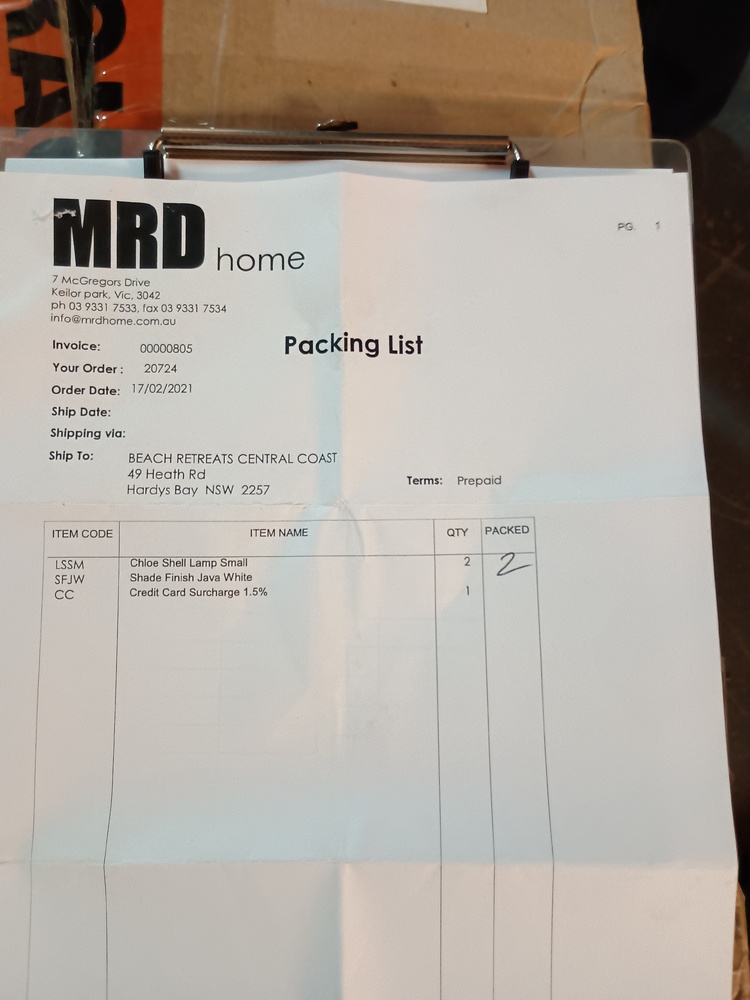 MRD home
PG. 1
7 McGregors Drive
Keilor park, Vic, 3042
ph 03 9331 7533, fax 03 9331 7534
info@mrdhome.com.au
Packing List
Invoice: 00000805
Your Order : 20724
Order Date: 17/02/2021
Ship Date:
Shipping via:
Ship To: BEACH RETREATS CENTRAL COAST
49 Heath Rd
Hardys Bay NSW 2257
Terms: Prepaid
ITEM CODE ITEM NAME QTY PACKED
LSSM Chloe Shell Lamp Small 2 2
SFJW Shade Finish Java White
CC Credit Card Surcharge 1.5% 1